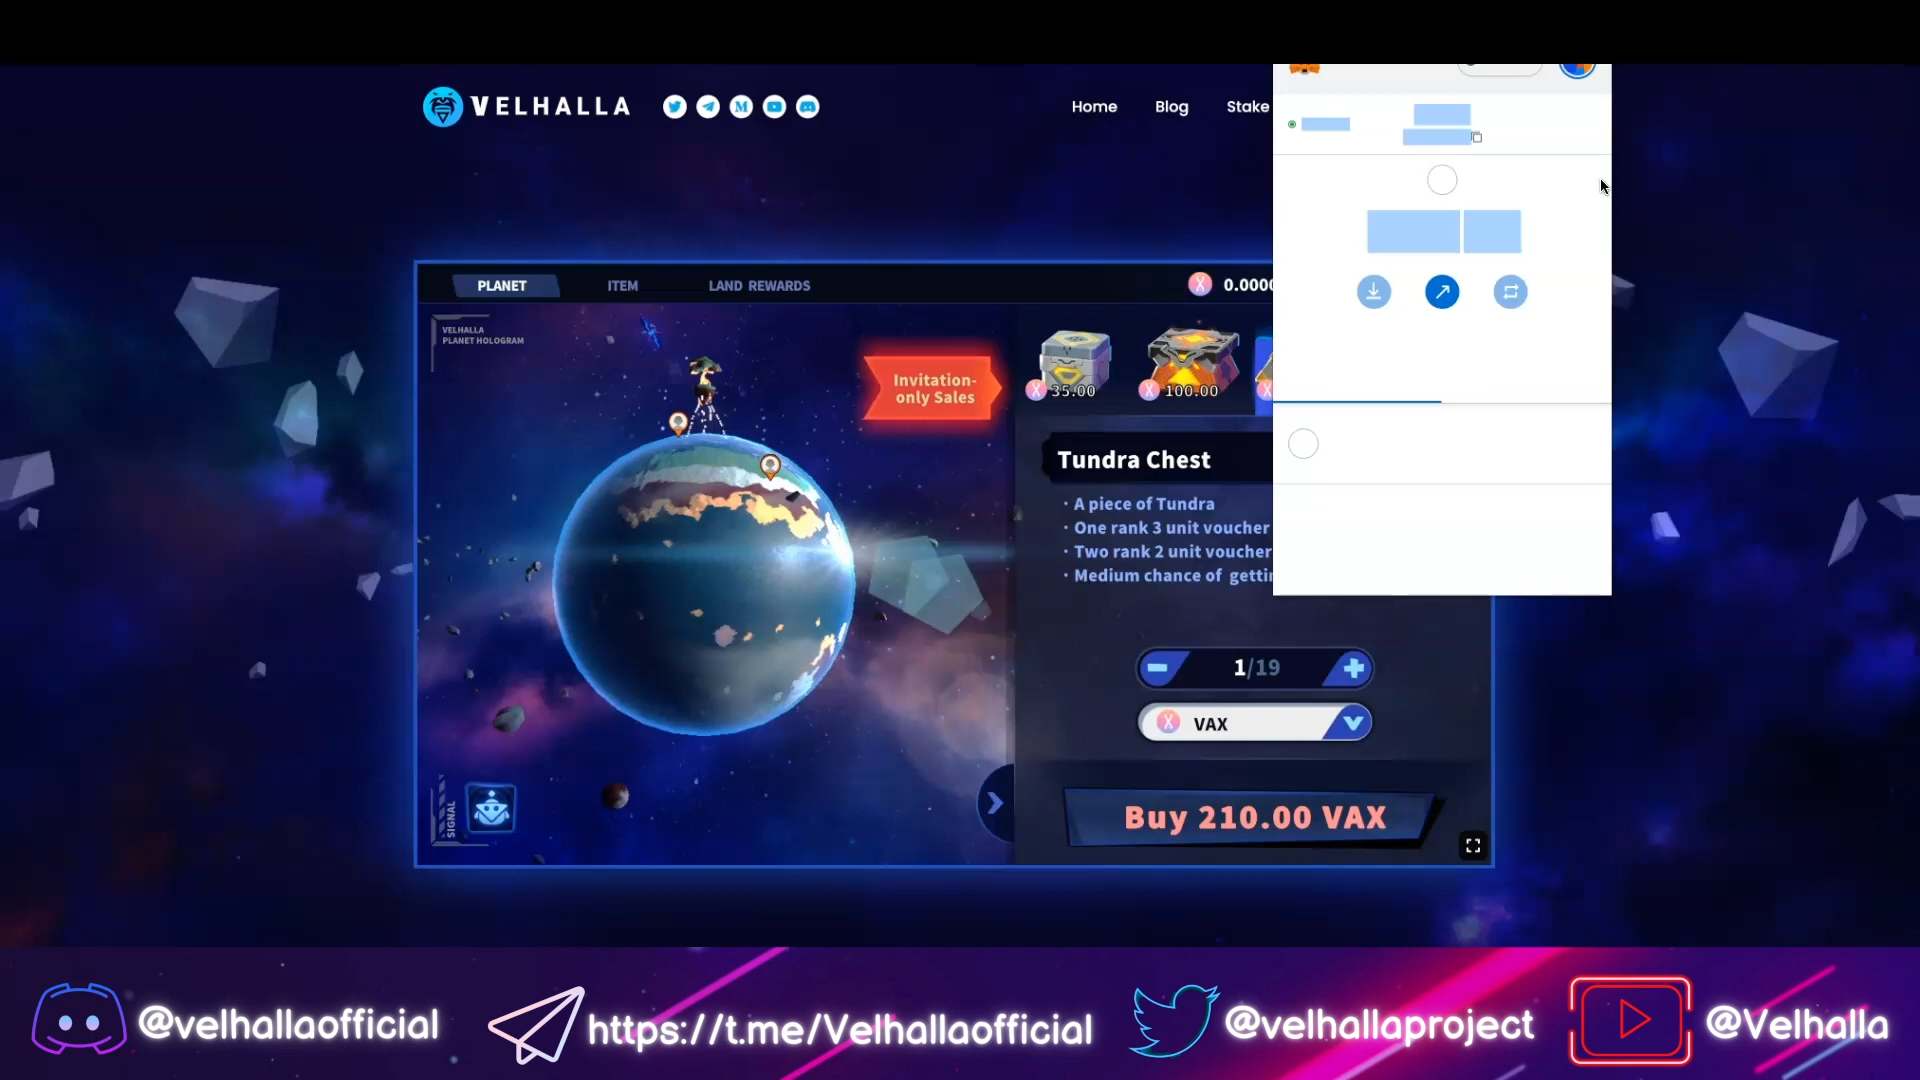 VELHALLA
M
Home Blog Stake
PLANET ITEM LAND REWARDS
X 0.0000
VELHALLA
PLANET HOLOGRAM
Invitation-
only Sales
X 35.00 X 100.00 X
Tundra Chest
· A piece of Tundra
· One rank 3 unit voucher
· Two rank 2 unit voucher
· Medium chance of gettin
1/19
X VAX
Buy 210.00 VAX
SIGNAL
@velhallaofficial https://t.me/Velhallaofficial @velhallaproject @Velhalla